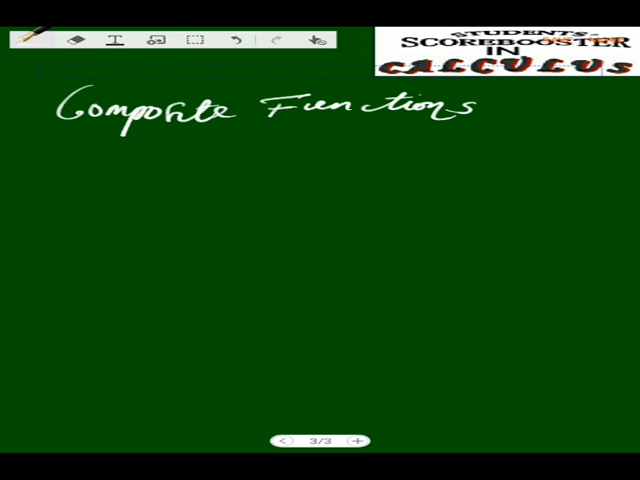 STUDENTS-
SCOREBOOSTER
IN
CALCULUS
Composite Functions
3/3